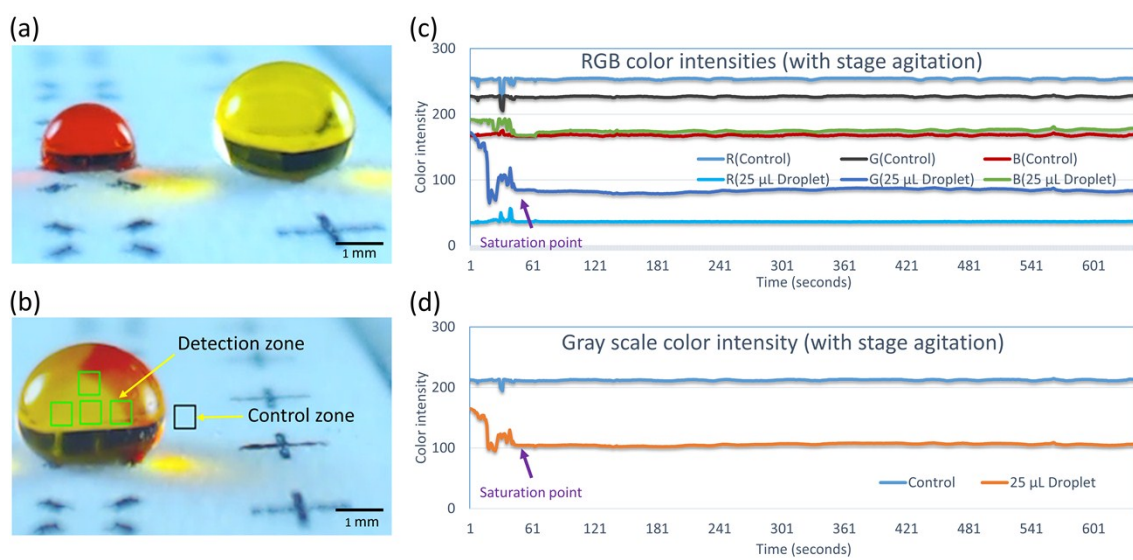 (a)
1 mm
(b)
Detection zone
Control zone
1 mm
(c)
RGB color intensities (with stage agitation)
300
200
100
0
Color intensity
R(Control) G(Control) B(Control)
R(25 µL Droplet) G(25 µL Droplet) B(25 µL Droplet)
Saturation point
1 61 121 181 241 301 361 421 481 541 601
Time (seconds)
(d)
Gray scale color intensity (with stage agitation)
300
200
100
0
Color intensity
Saturation point
Control 25 µL Droplet
1 61 121 181 241 301 361 421 481 541 601
Time (seconds)